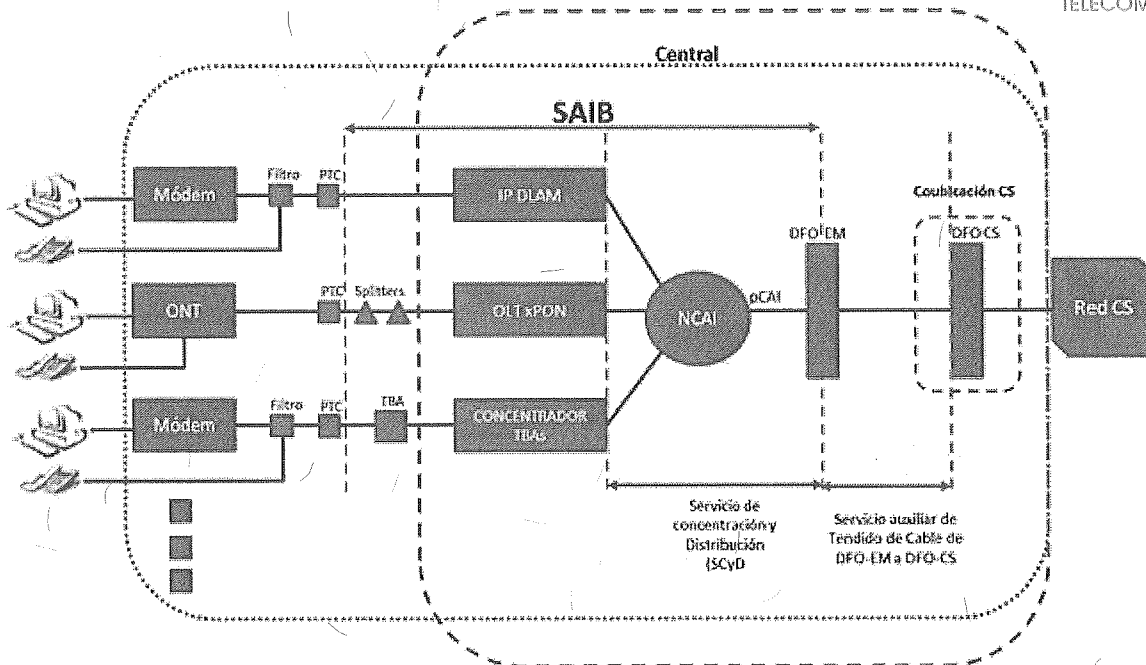 TELECOM
Central
SAIB
Módem
Filtro
PTC
IP DLAM
Coubicación CS
DFO-EM
DFO-CS
ONT
PTC
Splitters
OLT xPON
NCAI
pCAI
Red CS
Módem
Filtro
PTC
TBA
CONCENTRADOR
TBAs
Servicio de
concentración y
Distribución
(SCyD
Servicio auxiliar de
Tendido de Cable de
DFO-EM a DFO-CS